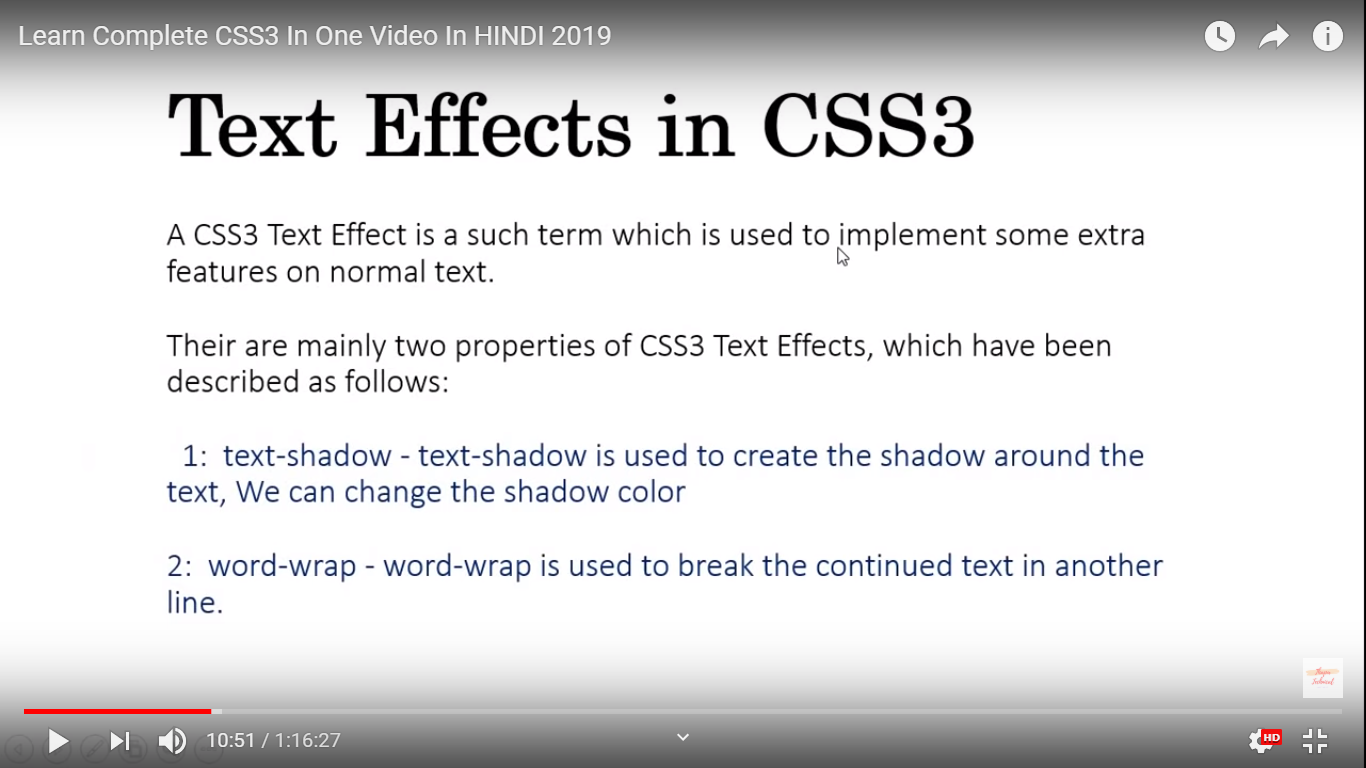 Learn Complete CSS3 In One Video In HINDI 2019
Text Effects in CSS3
A CSS3 Text Effect is a such term which is used to implement some extra
features on normal text.
Their are mainly two properties of CSS3 Text Effects, which have been
described as follows:
1: text-shadow - text-shadow is used to create the shadow around the
text, We can change the shadow color
2: word-wrap - word-wrap is used to break the continued text in another
line.
10:51 / 1:16:27
HD